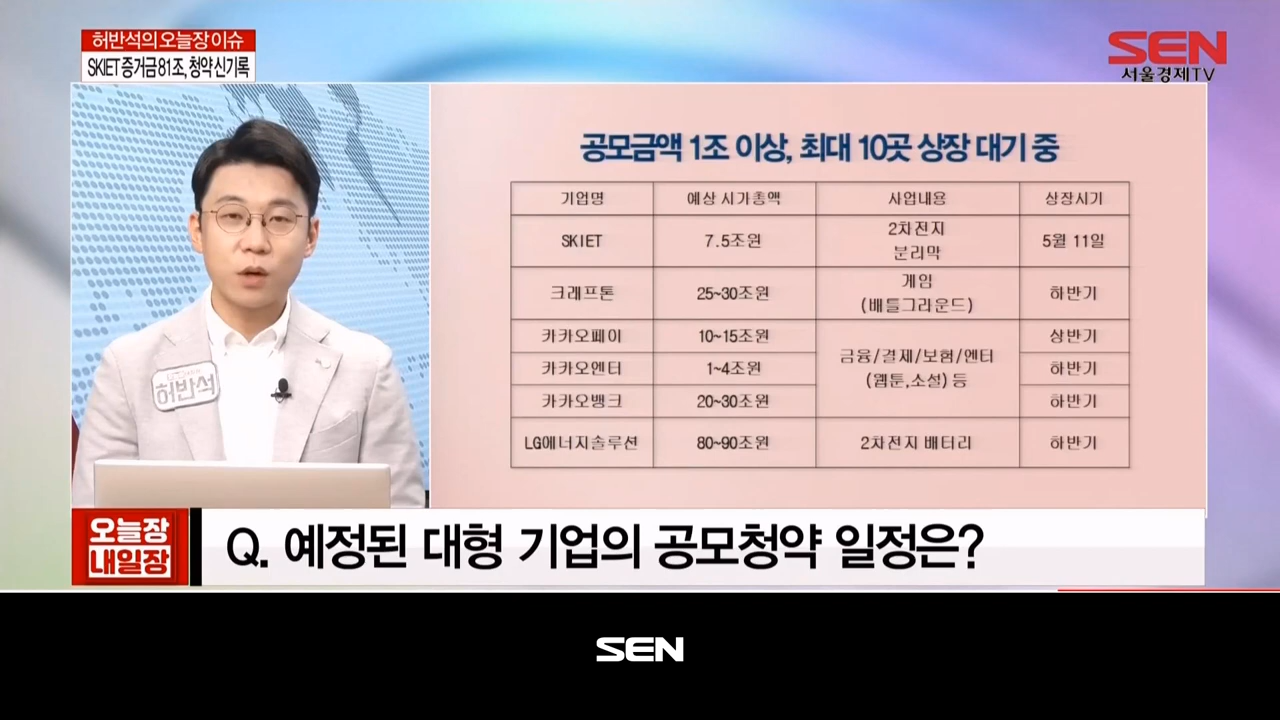 허반석의 오늘장 이슈
SKIET 증거금 81조, 청약 신기록
SEN
서울경제TV
공모금액 1조 이상, 최대 10곳 상장 대기 중
기업명 예상 시가총액 사업내용 상장시기
SKIET 7.5조원 2차전지 분리막 5월 11일
크래프톤 25~30조원 게임 (배틀그라운드) 하반기
카카오페이 10~15조원 금융/결제/보험/엔터 (웹툰,소설) 등 상반기
카카오엔터 1~4조원 하반기
카카오뱅크 20~30조원 하반기
LG에너지솔루션 80~90조원 2차전지 배터리 하반기
허반석
오늘장
내일장
Q. 예정된 대형 기업의 공모청약 일정은?
SEN